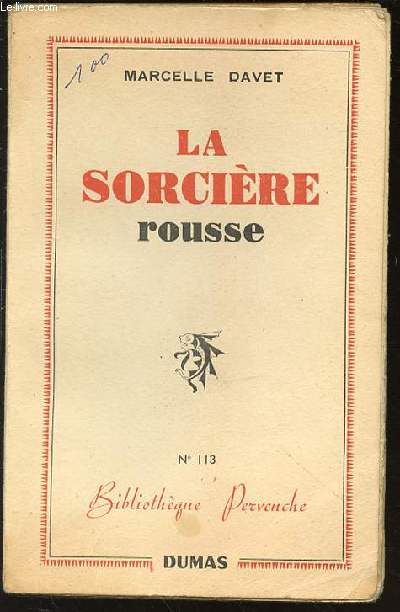 Le-livre.com
100
MARCELLE DAVET
LA
SORCIÈRE
rousse
N° 113
Bibliothèque Pervenche
DUMAS